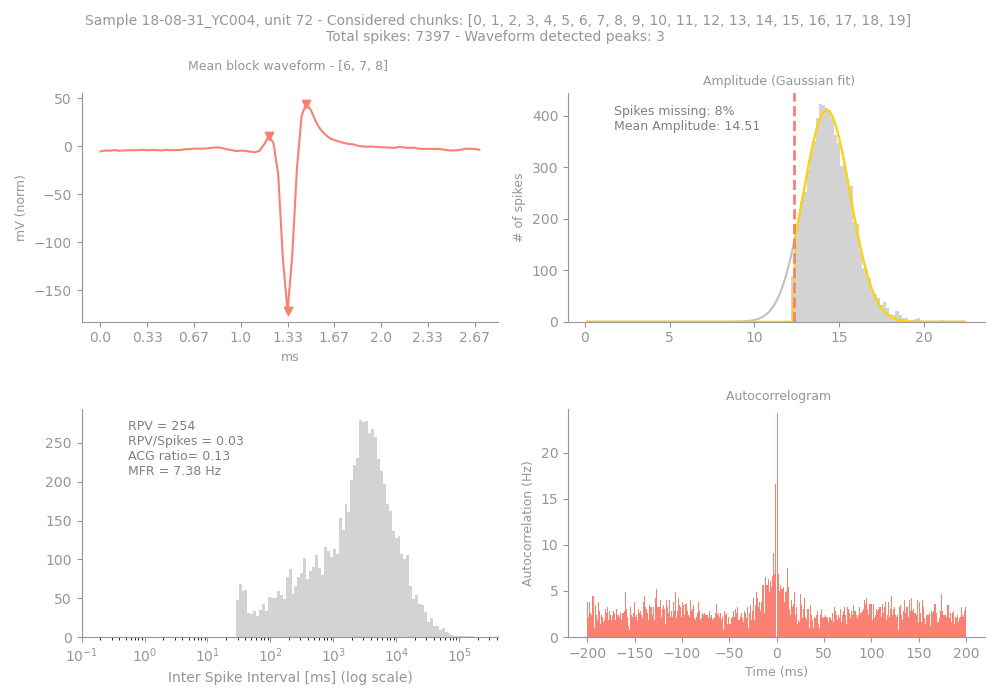 Sample 18-08-31_YC004, unit 72 - Considered chunks: [0, 1, 2, 3, 4, 5, 6, 7, 8, 9, 10, 11, 12, 13, 14, 15, 16, 17, 18, 19]
Total spikes: 7397 - Waveform detected peaks: 3
Mean block waveform - [6, 7, 8]
50
0
−50
−100
−150
mV (norm)
0.0 0.33 0.67 1.0 1.33 1.67 2.0 2.33 2.67
ms
Amplitude (Gaussian fit)
Spikes missing: 8%
Mean Amplitude: 14.51
400
300
200
100
0
# of spikes
0 5 10 15 20
RPV = 254
RPV/Spikes = 0.03
ACG ratio= 0.13
MFR = 7.38 Hz
250
200
150
100
50
0
10⁻¹ 10⁰ 10¹ 10² 10³ 10⁴ 10⁵
Inter Spike Interval [ms] (log scale)
Autocorrelogram
20
15
10
5
0
Autocorrelation (Hz)
−200 −150 −100 −50 0 50 100 150 200
Time (ms)